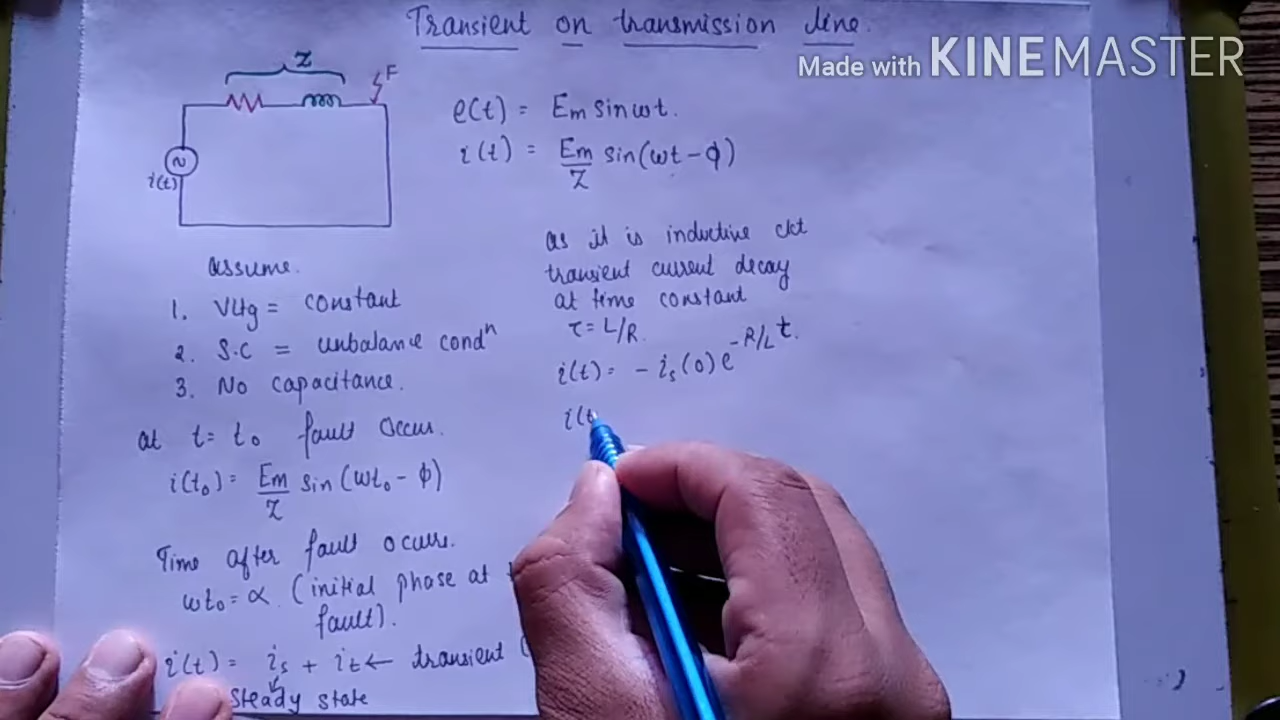 Transient on transmission line.
Made with KINEMASTER
Z
F
i(t)
e(t) = Em sinωt.
i(t) = Em/Z sin(ωt - ϕ)
assume.
1. Vltg = constant
2. S.C = unbalance condⁿ
3. No capacitance.
at t = t₀ fault occur.
i(t₀) = Em/Z sin (ωt₀ - ϕ)
Time after fault ocurrs.
ωt₀ = α (initial phase at
fault).
i(t) = iₛ + iₜ ← transient
steady state
as it is inductive ckt
transient current decay
at time constant
τ = L/R.
i(t) = - iₛ(0) e^-R/L t.
i(t